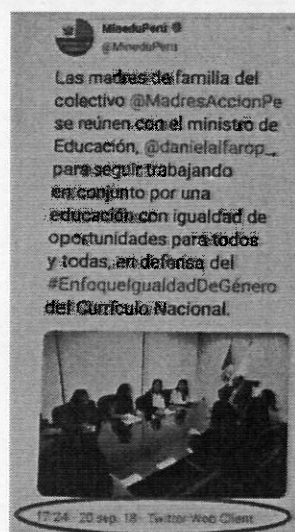 MineduPeru
@MineduPeru
Las madres de familia del
colectivo @MadresAccionPe
se reúnen con el ministro de
Educación, @danielalfarop_,
para seguir trabajando
en conjunto por una
educación con igualdad de
oportunidades para todos
y todas, en defensa del
#EnfoqueIgualdadDeGénero
del Currículo Nacional.
17:24 · 20 sep. 18 · Twitter Web Client